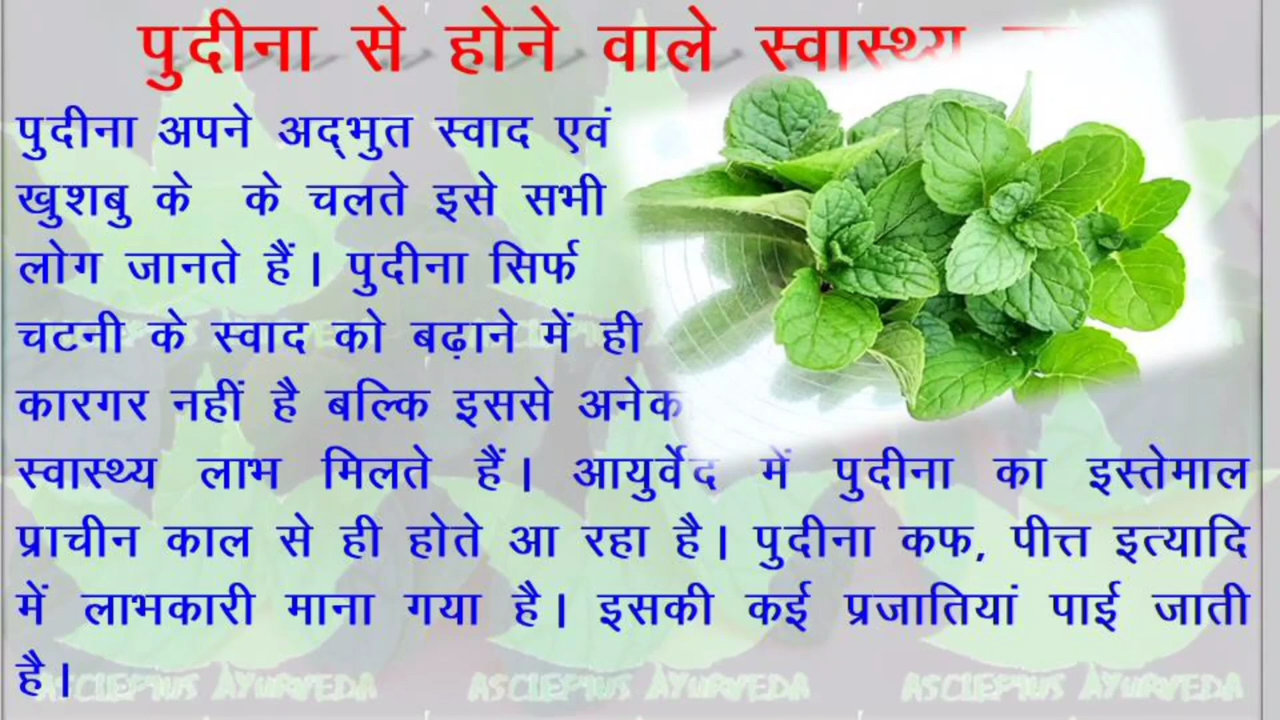 पुदीना से होने वाले स्वास्थ्य
पुदीना अपने अद्भुत स्वाद एवं
खुशबु के के चलते इसे सभी
लोग जानते हैं। पुदीना सिर्फ
चटनी के स्वाद को बढ़ाने में ही
कारगर नहीं है बल्कि इससे अनेक
स्वास्थ्य लाभ मिलते हैं। आयुर्वेद में पुदीना का इस्तेमाल
प्राचीन काल से ही होते आ रहा है। पुदीना कफ, पीत्त इत्यादि
में लाभकारी माना गया है। इसकी कई प्रजातियां पाई जाती
है।
ASCLEPIUS AYURVEDA ASCLEPIUS AYURVEDA ASCLEPIUS AYURVEDA